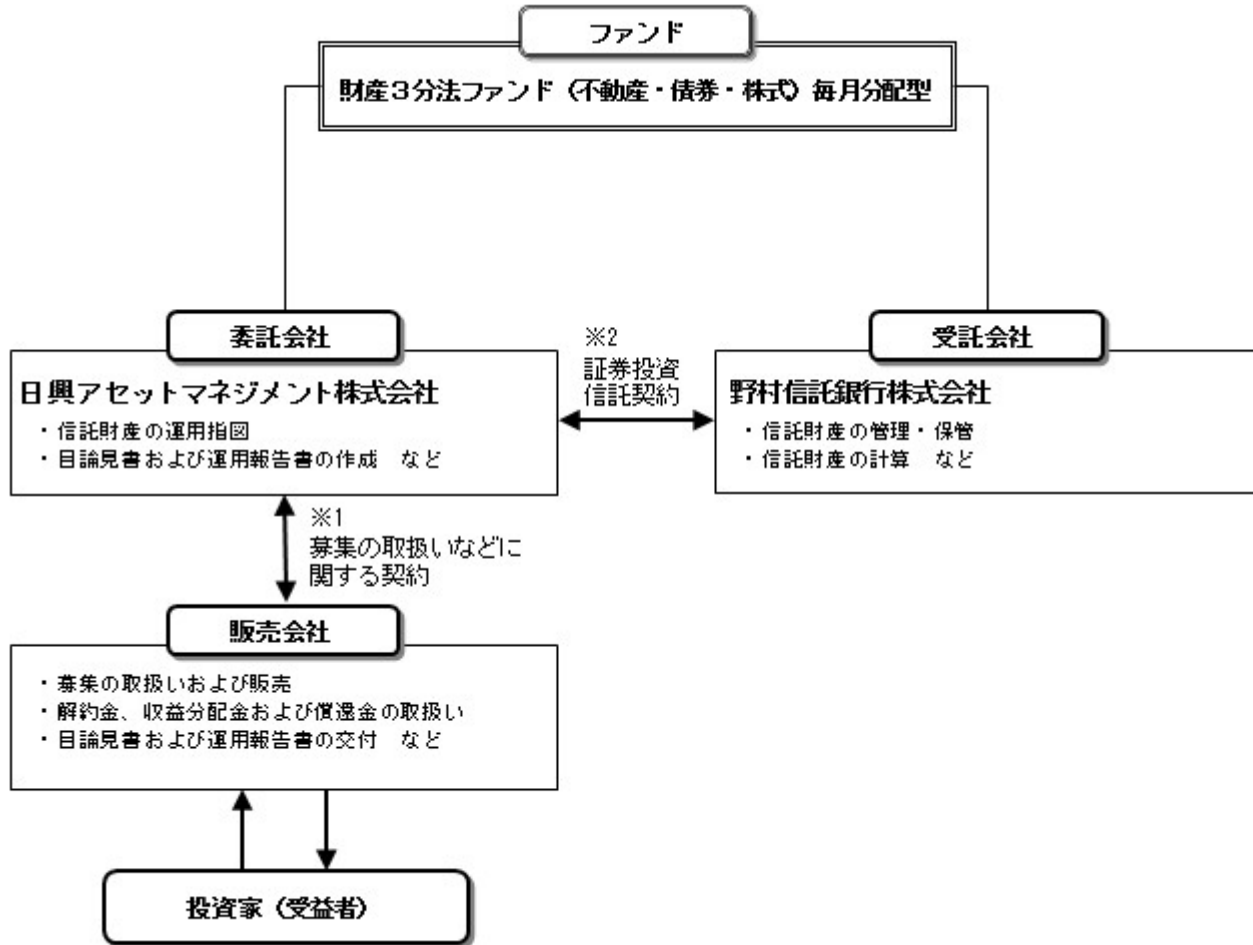 ファンド
財産3分法ファンド(不動産・債券・株式)毎月分配型
委託会社
日興アセットマネジメント株式会社
・信託財産の運用指図
・目論見書および運用報告書の作成 など
※2
証券投資
信託契約
受託会社
野村信託銀行株式会社
・信託財産の管理・保管
・信託財産の計算 など
※1
募集の取扱いなどに
関する契約
販売会社
・募集の取扱いおよび販売
・解約金、収益分配金および償還金の取扱い
・目論見書および運用報告書の交付 など
投資家(受益者)